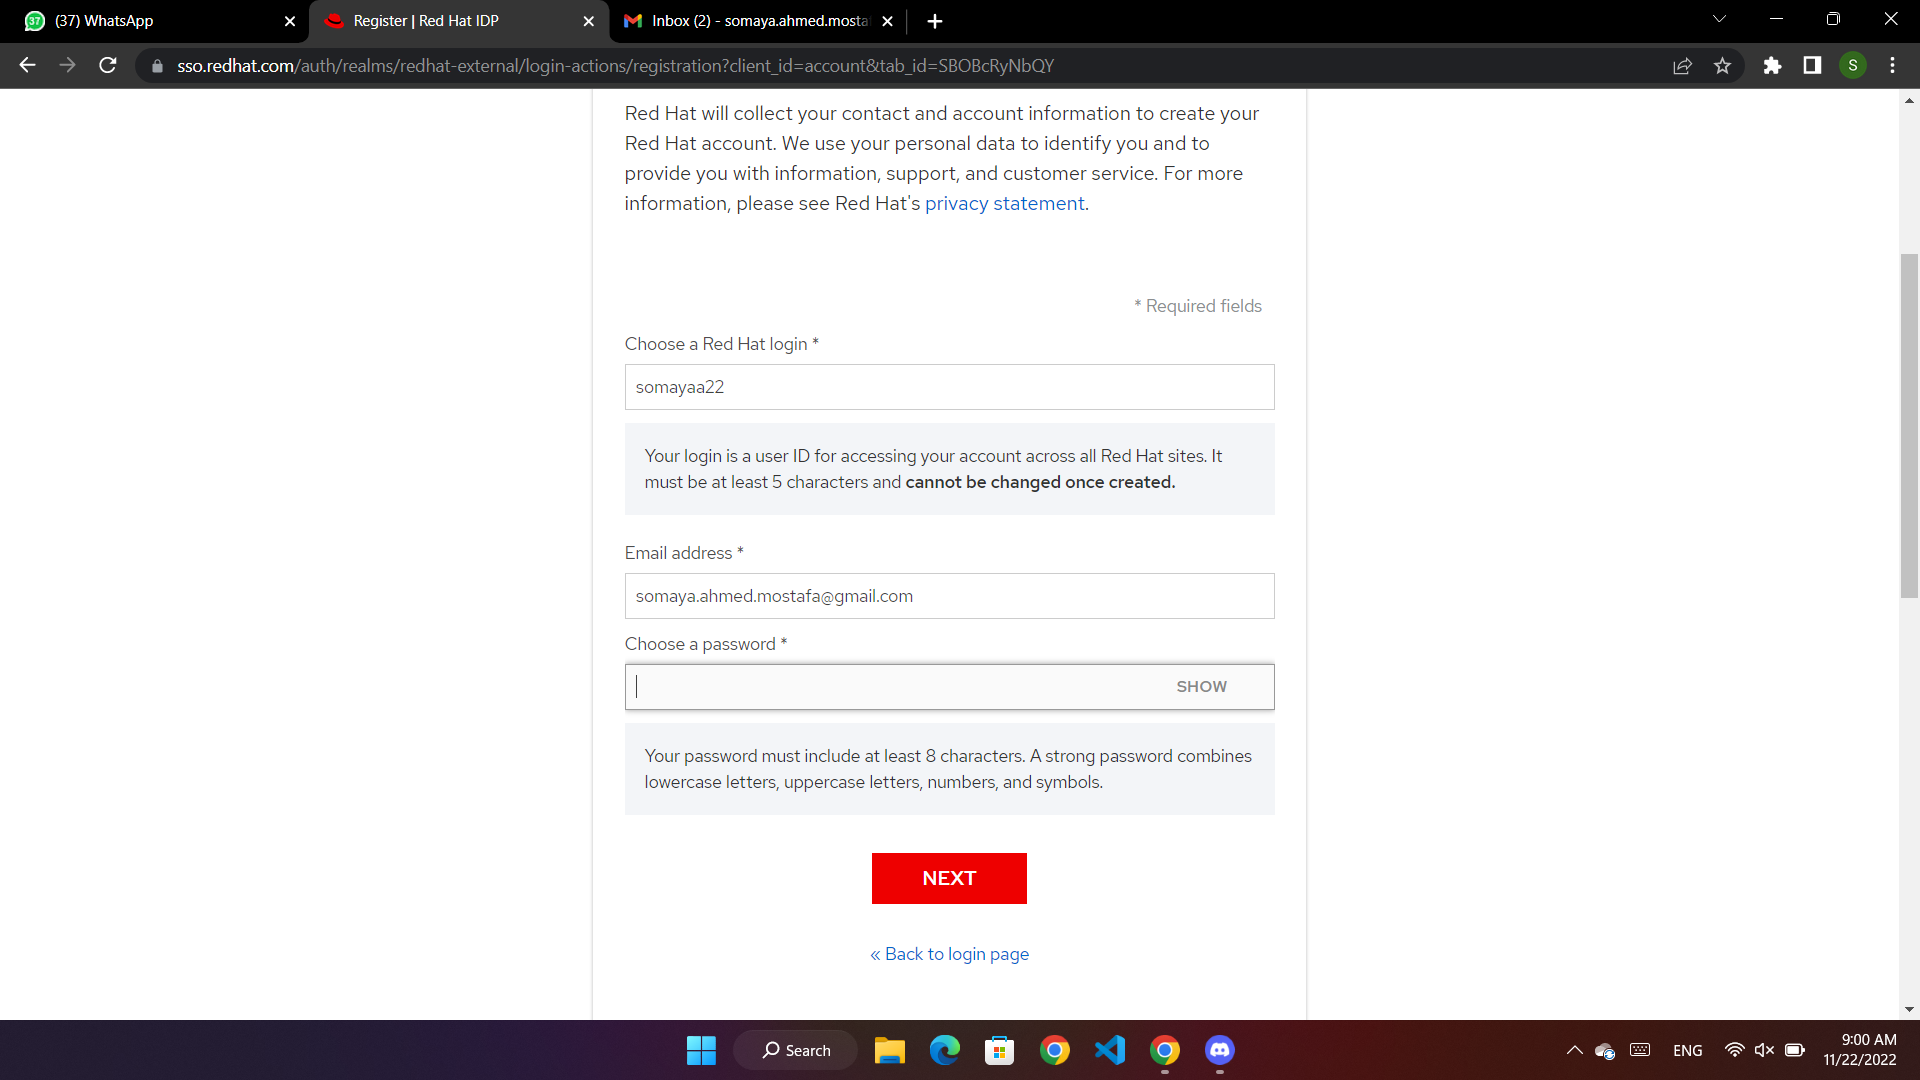 37
(37) WhatsApp
Register | Red Hat IDP
Inbox (2) - somaya.ahmed.mosta
sso.redhat.com/auth/realms/redhat-external/login-actions/registration?client_id=account&tab_id=SBOBcRyNbQY
S
Red Hat will collect your contact and account information to create your
Red Hat account. We use your personal data to identify you and to
provide you with information, support, and customer service. For more
information, please see Red Hat's privacy statement.
* Required fields
Choose a Red Hat login *
somayaa22
Your login is a user ID for accessing your account across all Red Hat sites. It
must be at least 5 characters and cannot be changed once created.
Email address *
somaya.ahmed.mostafa@gmail.com
Choose a password *
SHOW
Your password must include at least 8 characters. A strong password combines
lowercase letters, uppercase letters, numbers, and symbols.
NEXT
« Back to login page
Search
ENG
9:00 AM
11/22/2022